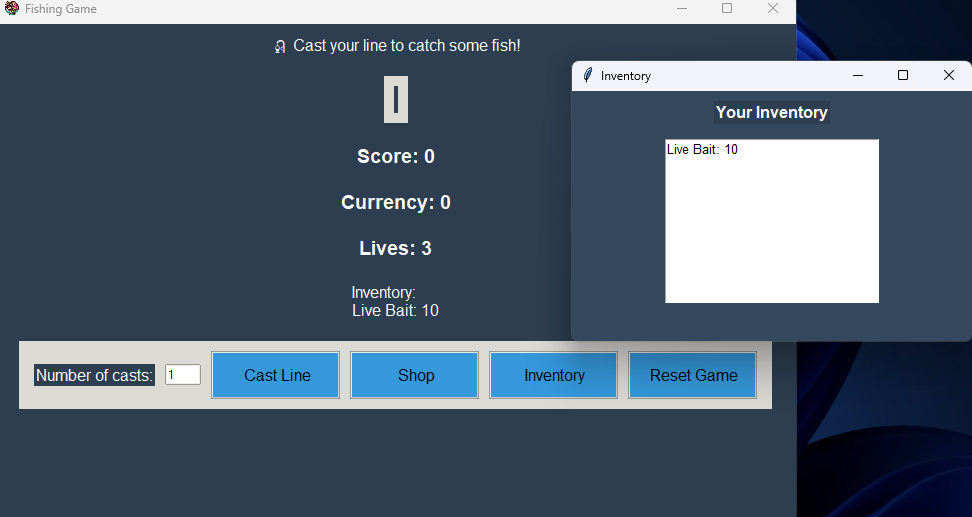 Fishing Game
🎣 Cast your line to catch some fish!
|
Score: 0
Currency: 0
Lives: 3
Inventory:
Live Bait: 10
Number of casts: 1 Cast Line Shop Inventory Reset Game
Inventory
Your Inventory
Live Bait: 10